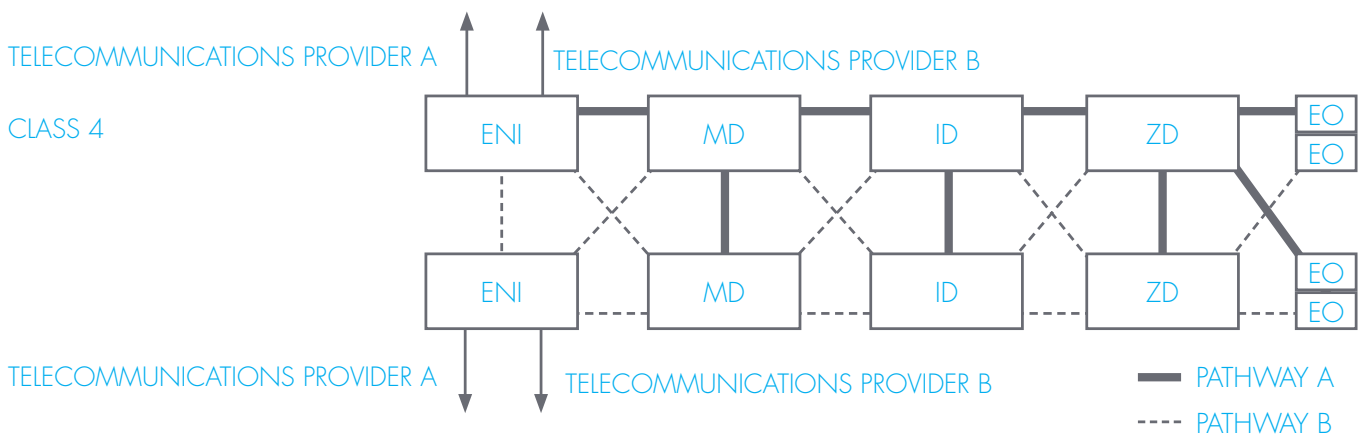 TELECOMMUNICATIONS PROVIDER A
TELECOMMUNICATIONS PROVIDER B
CLASS 4
ENI
MD
ID
ZD
EO
EO
ENI
MD
ID
ZD
EO
EO
TELECOMMUNICATIONS PROVIDER A
TELECOMMUNICATIONS PROVIDER B
PATHWAY A
PATHWAY B